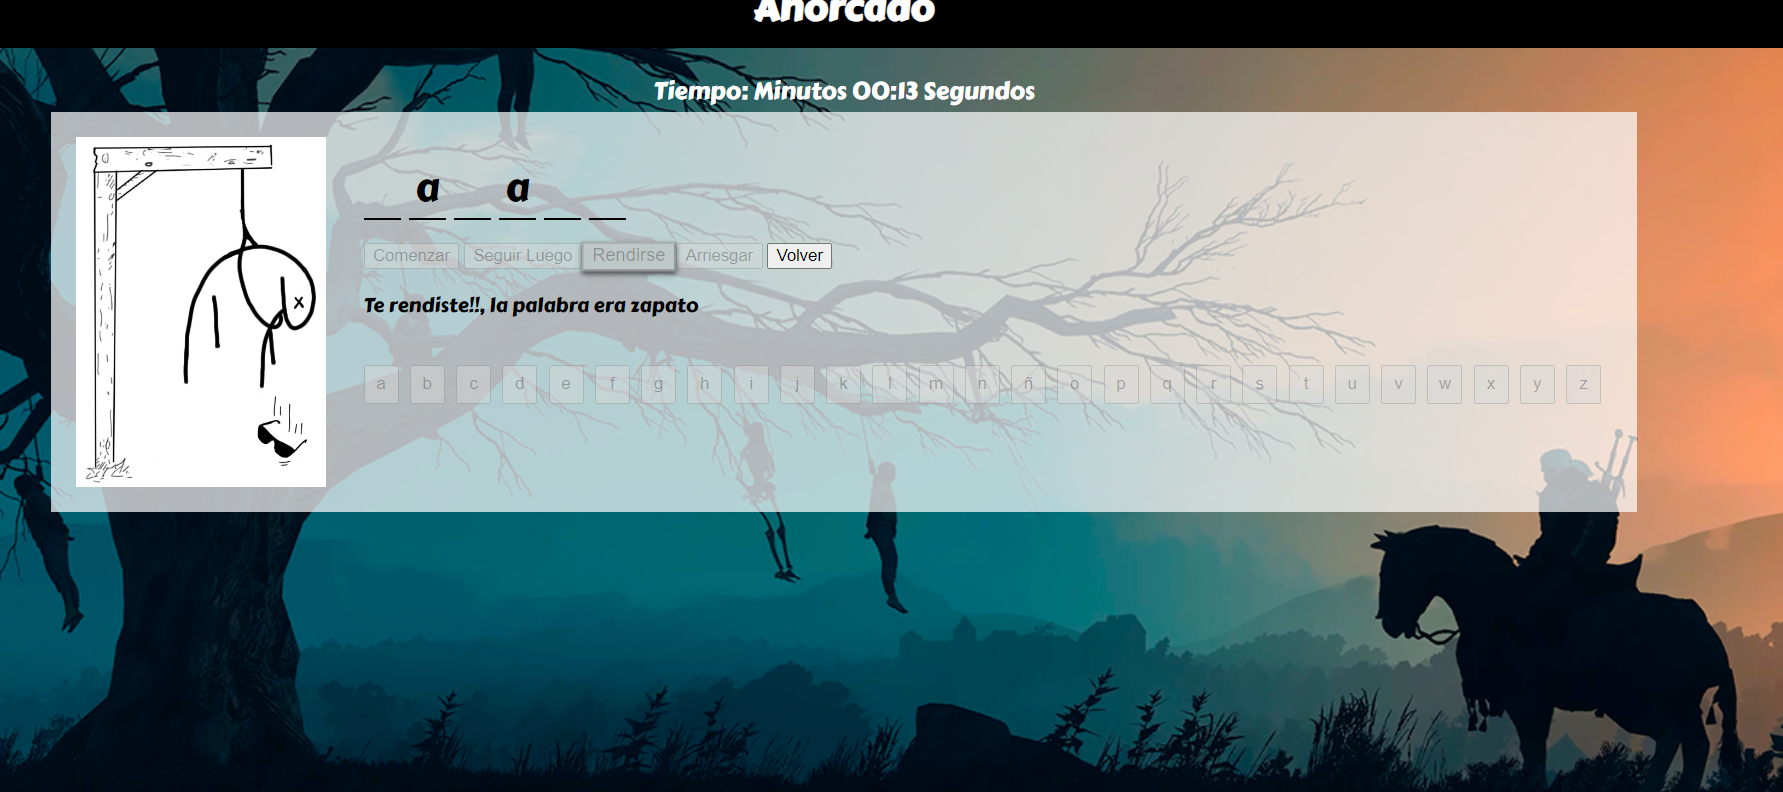 Ahorcado
Tiempo: Minutos 00:13 Segundos
a a
Comenzar Seguir Luego Rendirse Arriesgar Volver
Te rendiste!!, la palabra era zapato
a b c d e f g h i j k l m n ñ o p q r s t u v w x y z